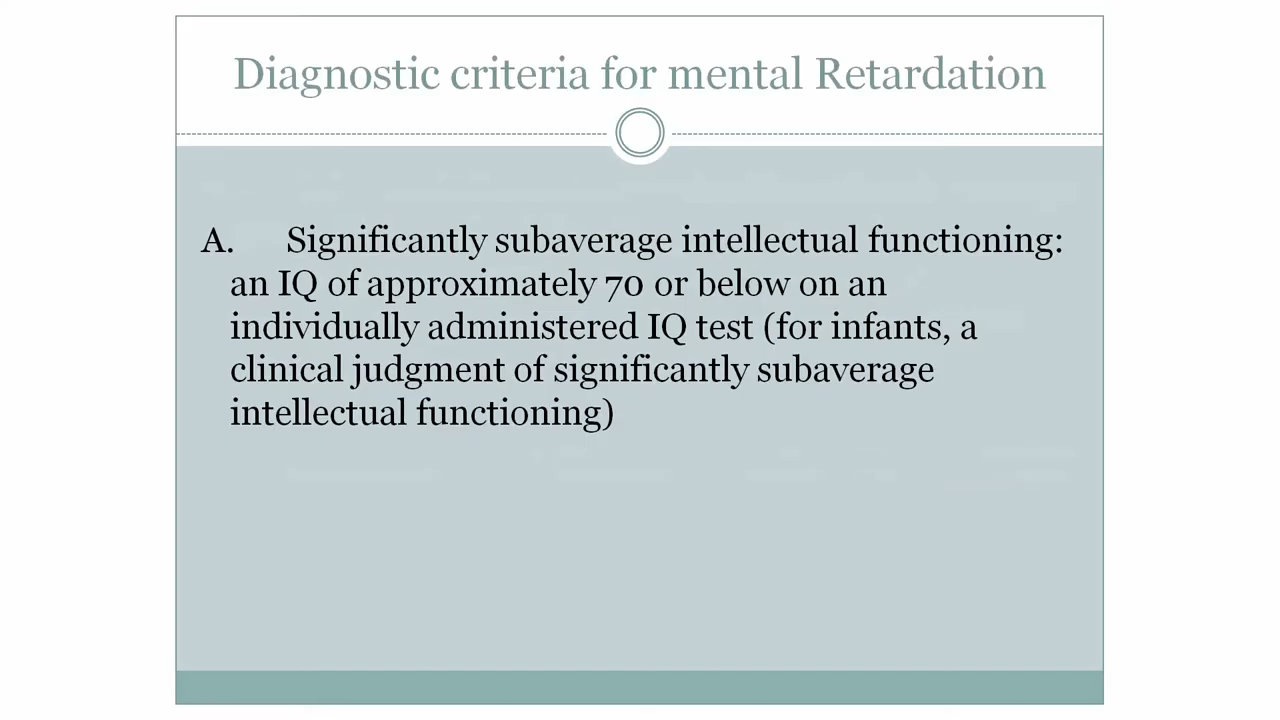 Diagnostic criteria for mental Retardation
A. Significantly subaverage intellectual functioning:
an IQ of approximately 70 or below on an
individually administered IQ test (for infants, a
clinical judgment of significantly subaverage
intellectual functioning)